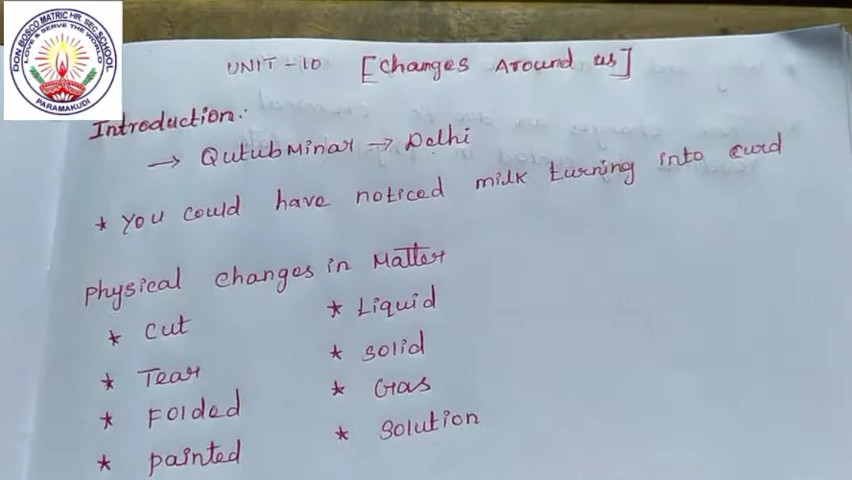 DON BOSCO MATRIC HR. SEC SCHOOL
LOVE & SERVE THE WORLD
PARAMAKUDI
UNIT - 10 [Changes Around us]
Introduction:
→ Qutub Minar → Delhi
* You could have noticed milk turning into curd
Physical changes in Matter
* Cut * Liquid
* Tear * Solid
* Folded * Gas
* painted * Solution